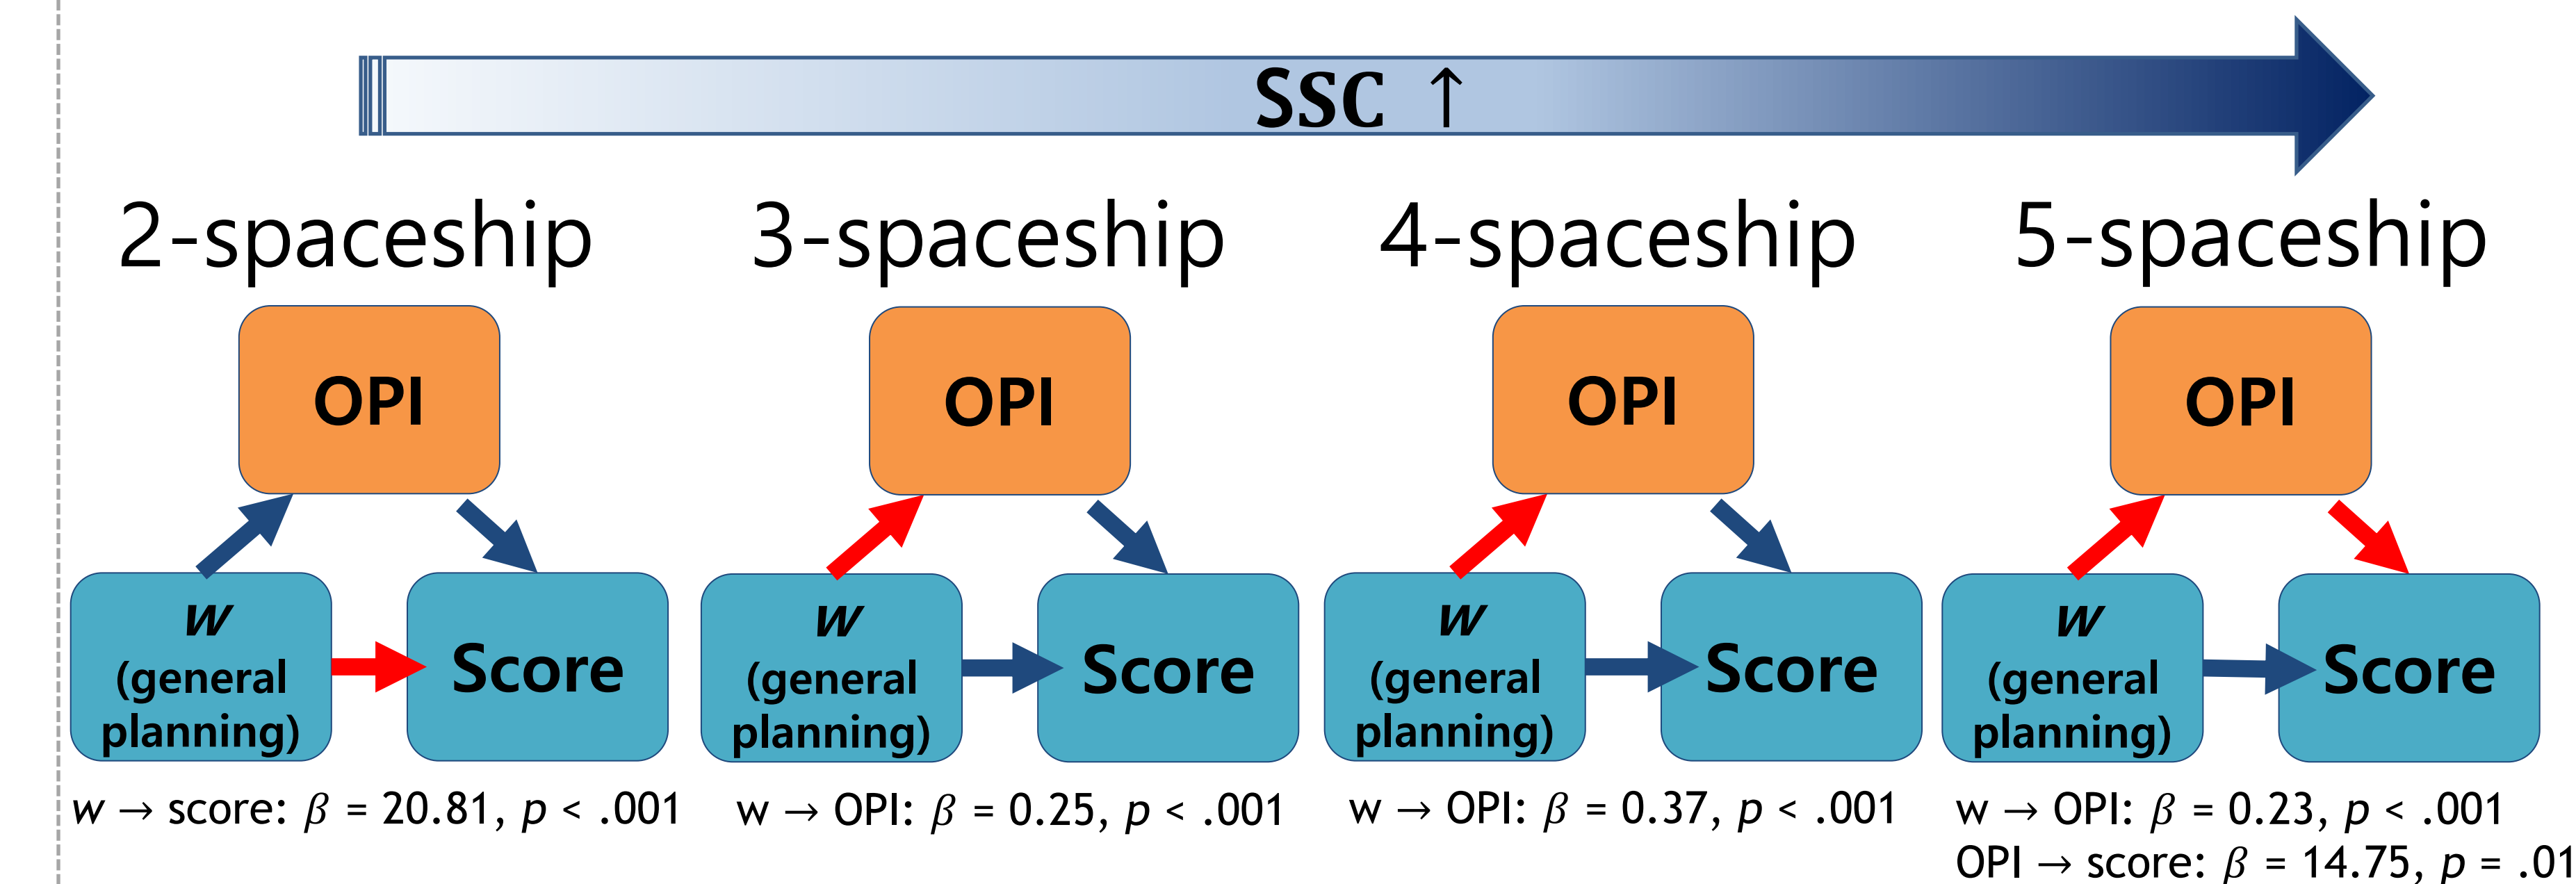 SSC ↑
2-spaceship
3-spaceship
4-spaceship
5-spaceship
OPI
w
(general
planning)
Score
w → score: β = 20.81, p < .001
OPI
w
(general
planning)
Score
w → OPI: β = 0.25, p < .001
OPI
w
(general
planning)
Score
w → OPI: β = 0.37, p < .001
OPI
w
(general
planning)
Score
w → OPI: β = 0.23, p < .001
OPI → score: β = 14.75, p = .01